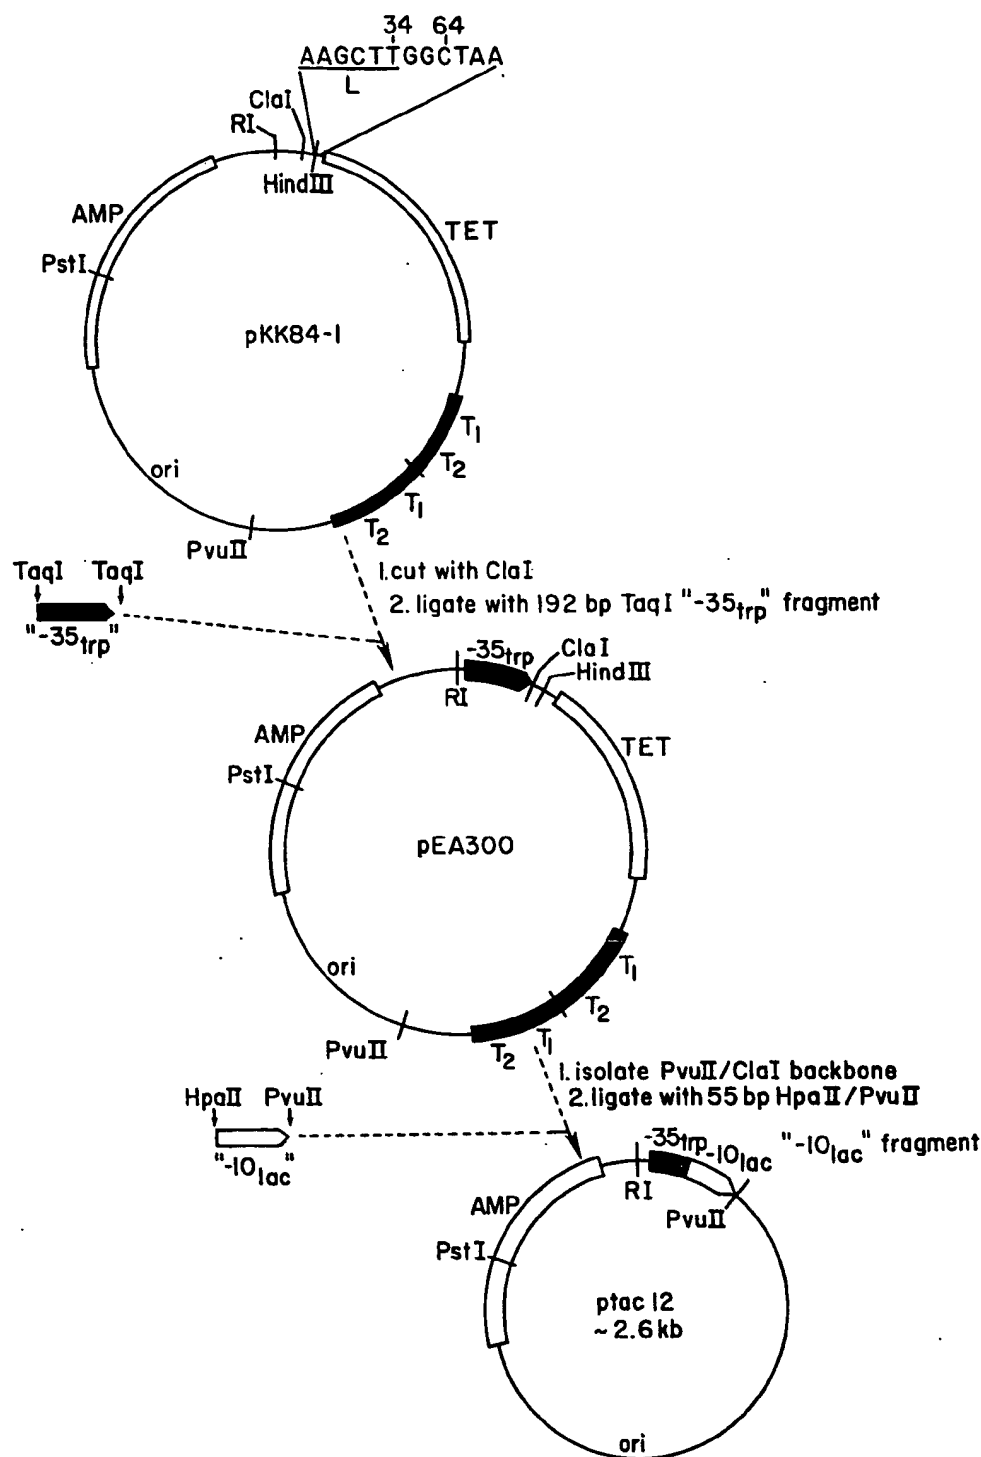 34 64
AAGCTTGGCTAA
L
ClaI
RI
HindIII
AMP
TET
PstI
pKK84-1
T1
T2
T1
T2
ori
PvuII
TaqI TaqI
"-35trp"
1. cut with ClaI
2. ligate with 192 bp TaqI "-35trp" fragment
-35trp
ClaI
HindIII
RI
AMP
TET
PstI
pEA300
ori
T1
T2
T1
T2
PvuII
1. isolate PvuII/ClaI backbone
2. ligate with 55 bp HpaII/PvuII
"-10lac" fragment
HpaII PvuII
"-10lac"
-35trp -10lac
RI
PvuII
AMP
PstI
ptac 12
~2.6kb
ori